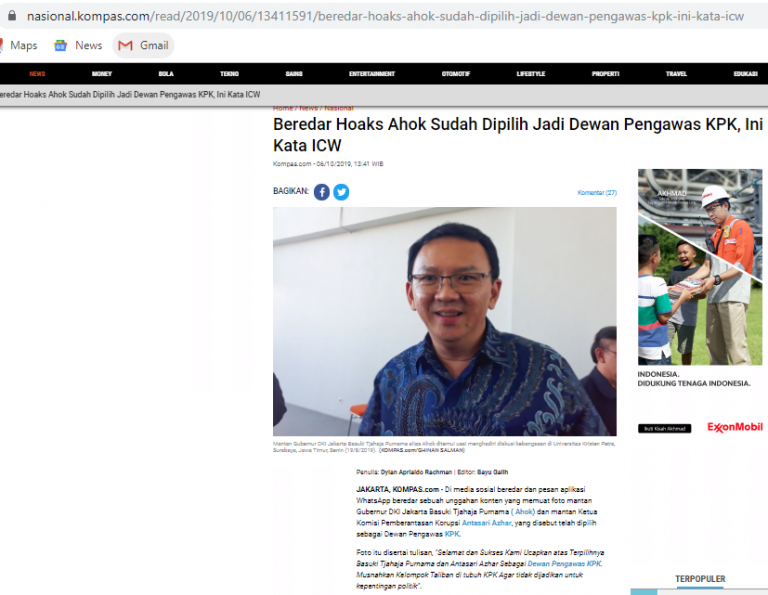 nasional.kompas.com/read/2019/10/06/13411591/beredar-hoaks-ahok-sudah-dipilih-jadi-dewan-pengawas-kpk-ini-kata-icw
Maps News Gmail
NEWS MONEY BOLA TEKNO SAINS ENTERTAINMENT OTOMOTIF LIFESTYLE PROPERTI TRAVEL EDUKASI
eredar Hoaks Ahok Sudah Dipilih Jadi Dewan Pengawas KPK, Ini Kata ICW
Home / News / Nasional
Beredar Hoaks Ahok Sudah Dipilih Jadi Dewan Pengawas KPK, Ini
Kata ICW
Kompas.com - 06/10/2019, 13:41 WIB
BAGIKAN:
Komentar (27)
Mantan Gubernur DKI Jakarta Basuki Tjahaja Purnama alias Ahok ditemui usai menghadiri diskusi kebangsaan di Universitas Kristen Petra,
Surabaya, Jawa Timur, Senin (19/8/2019). (KOMPAS.com/GHINAN SALMAN)
Penulis: Dylan Aprialdo Rachman | Editor: Bayu Galih
JAKARTA, KOMPAS.com - Di media sosial beredar dan pesan aplikasi
WhatsApp beredar sebuah unggahan konten yang memuat foto mantan
Gubernur DKI Jakarta Basuki Tjahaja Purnama ( Ahok) dan mantan Ketua
Komisi Pemberantasan Korupsi Antasari Azhar, yang disebut telah dipilih
sebagai Dewan Pengawas KPK.
Foto itu disertai tulisan, "Selamat dan Sukses Kami Ucapkan atas Terpilihnya
Basuki Tjahaja Purnama dan Antasari Azhar Sebagai Dewan Pengawas KPK.
Musnahkan Kelompok Taliban di tubuh KPK Agar tidak dijadikan untuk
kepentingan politik".
AKHMAD
INDONESIA.
DIDUKUNG TENAGA INDONESIA.
Ikuti Kisah Akhmad
ExxonMobil
TERPOPULER